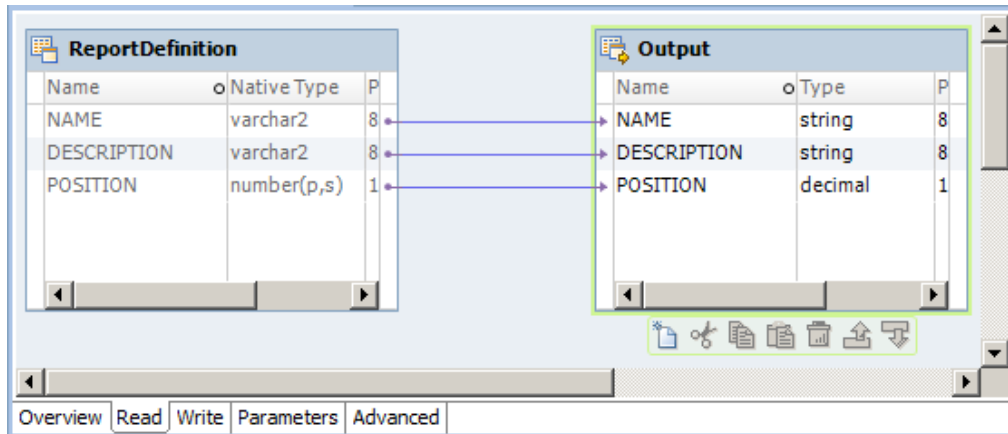 ReportDefinition Output
Name Native Type P Name Type P
NAME varchar2 8 NAME string 8
DESCRIPTION varchar2 8 DESCRIPTION string 8
POSITION number(p,s) 1 POSITION decimal 1
Overview Read Write Parameters Advanced